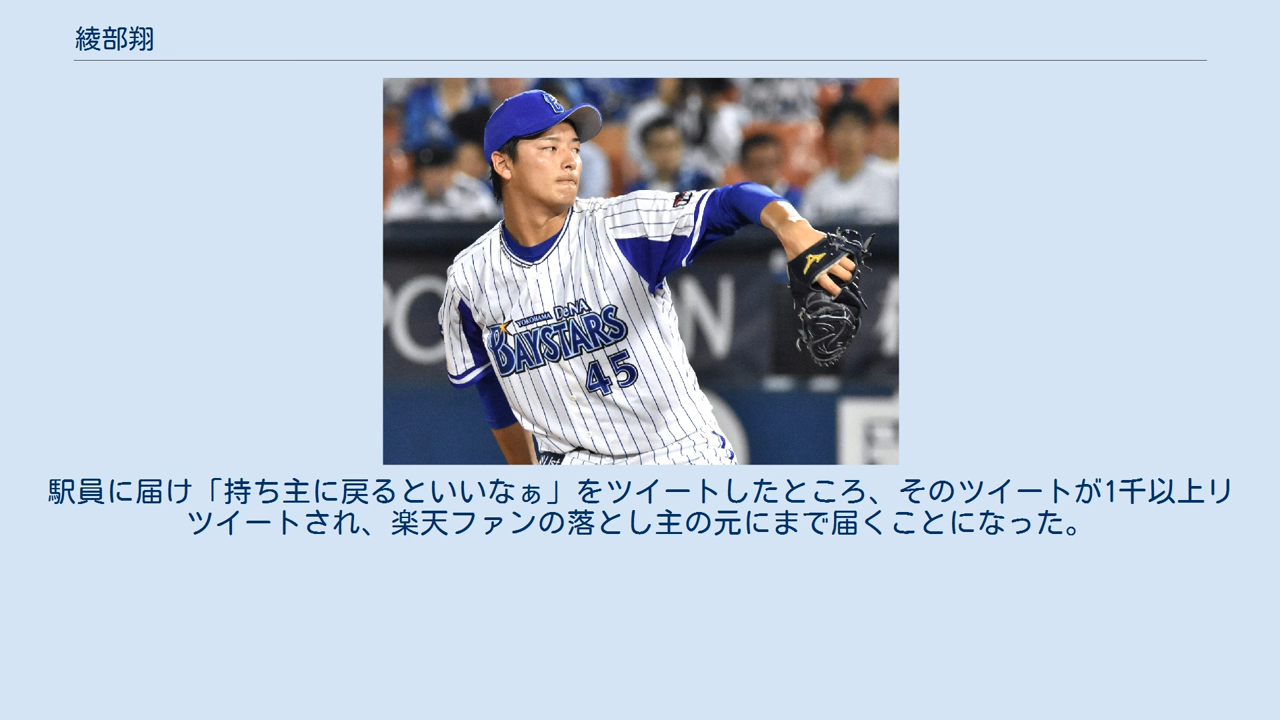 綾部翔
YOKOHAMA DeNA
BAYSTARS
45
駅員に届け「持ち主に戻るといいなぁ」をツイートしたところ、そのツイートが1千以上リ
ツイートされ、楽天ファンの落とし主の元にまで届くことになった。